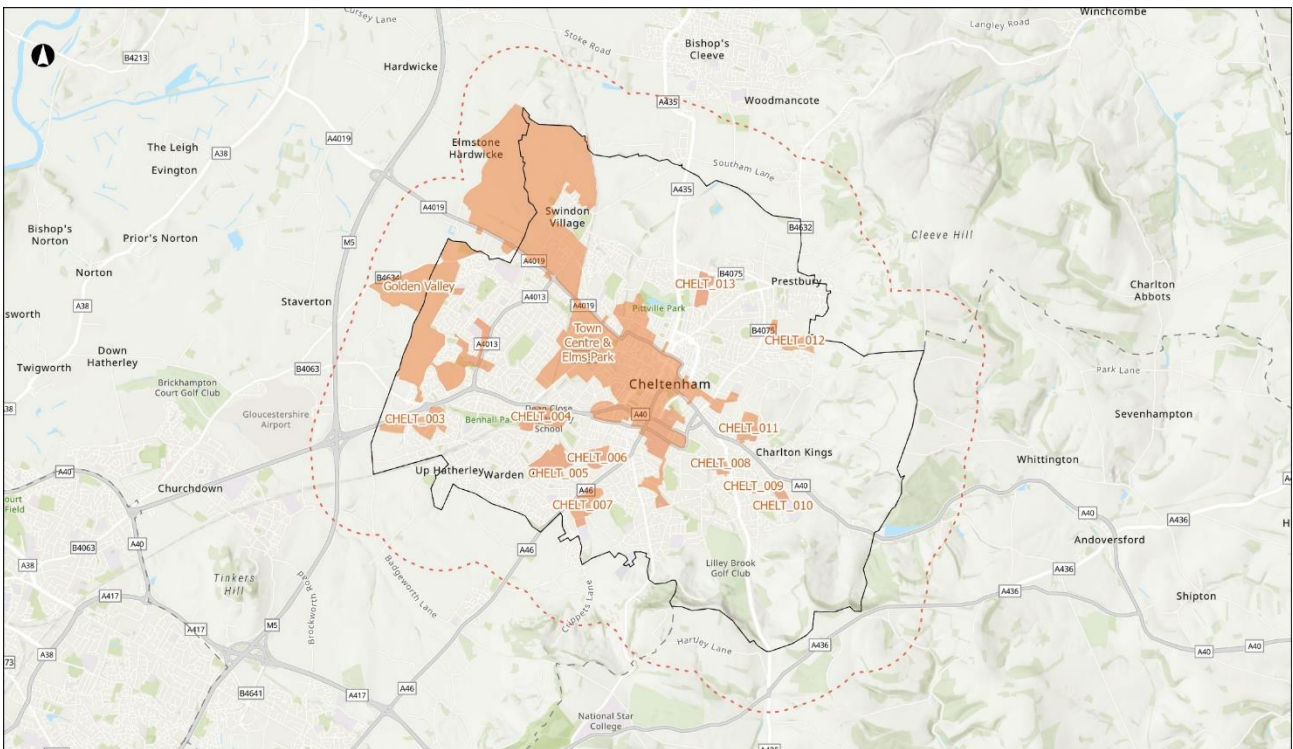 Cursey Lane
Winchcombe
Langley Road
Stoke Road
Bishop's
Cleeve
B4213
Hardwicke
Woodmancote
A435
A4019
Elmstone
Hardwicke
The Leigh
A38
Evington
Southam Lane
A435
A4019
Swindon
Village
Bishop's
Norton
Prior's Norton
M5
B4632
Cleeve Hill
A4019
Norton
B4634
Golden Valley
CHELT_013
B4075
Prestbury
Charlton
Abbots
Staverton
A4013
A4019
Pittville Park
A38
sworth
Town
Centre &
Elms Park
B4075
CHELT_012
A4013
Down
Hatherley
Twigworth
B4063
Park Lane
Brickhampton
Court Golf Club
Cheltenham
38
Gloucestershire
Airport
CHELT_003
Benhall Pa
Dean Close
CHELT_004
School
A40
Sevenhampton
CHELT_011
Charlton Kings
CHELT_006
CHELT_008
Whittington
A40
Up Hatherley
Warden
CHELT_005
Churchdown
CHELT_009
A40
A46
CHELT_007
CHELT_010
ourt
Field
A40
A436
B4063
A40
A46
Andoversford
A38
Lilley Brook
Golf Club
A436
Tinkers
Hill
Badgeworth Lane
A436
A417
Brockworth Road
Shipton
Crippets Lane
M5
A417
Hartley Lane
A436
A40
A40
73
A38
B4641
A417
A46
National Star
College
A435